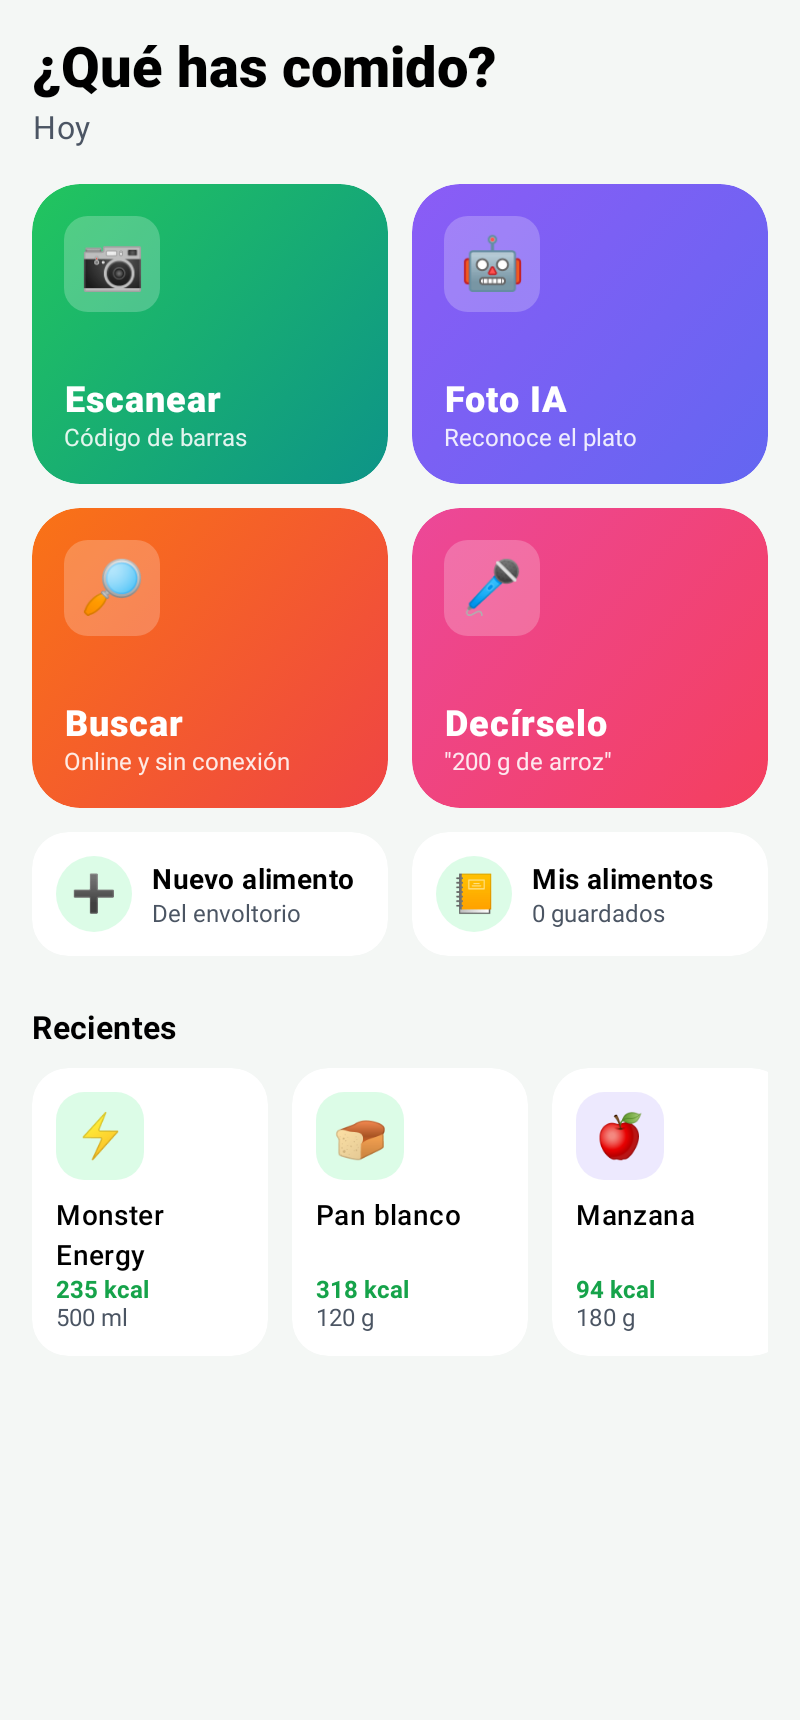 ¿Qué has comido?
Hoy
Escanear
Código de barras
Foto IA
Reconoce el plato
Buscar
Online y sin conexión
Decírselo
"200 g de arroz"
Nuevo alimento
Del envoltorio
Mis alimentos
0 guardados
Recientes
Monster
Energy
235 kcal
500 ml
Pan blanco
318 kcal
120 g
Manzana
94 kcal
180 g